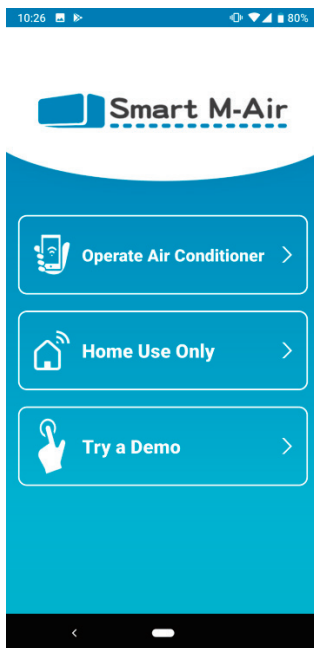 10:26 80%
Smart M-Air
Operate Air Conditioner
Home Use Only
Try a Demo